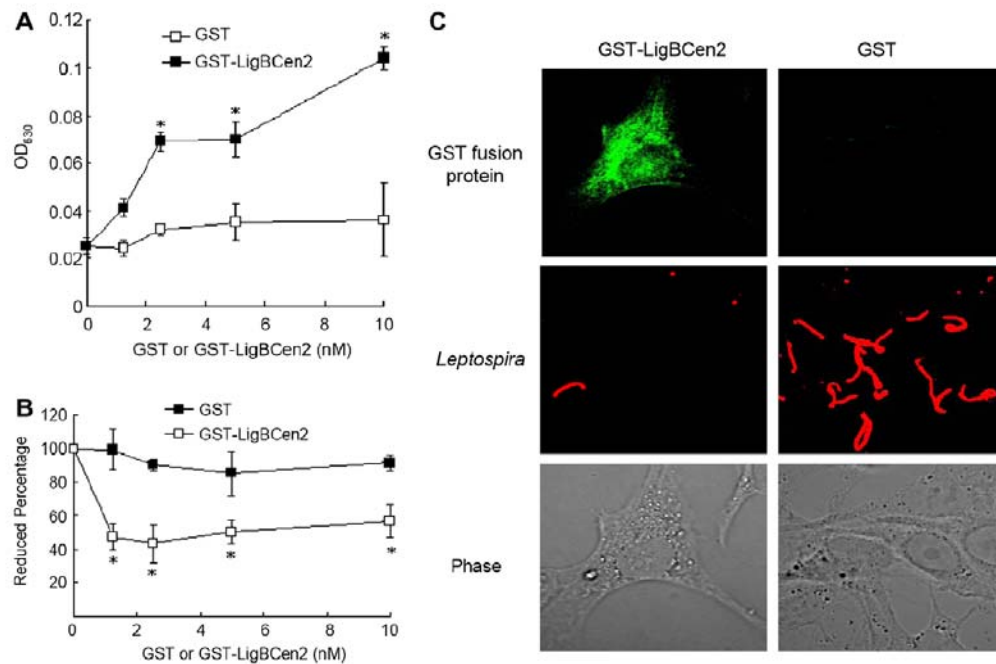 A
GST
GST-LigBCen2
0.12
0.1
0.08
0.06
0.04
0.02
0
OD630
0 2 4 6 8 10
GST or GST-LigBCen2 (nM)
* * *
B
GST
GST-LigBCen2
120
100
80
60
40
20
Reduced Percentage
0 2 4 6 8 10
GST or GST-LigBCen2 (nM)
* * * *
C
GST-LigBCen2 GST
GST fusion
protein
Leptospira
Phase